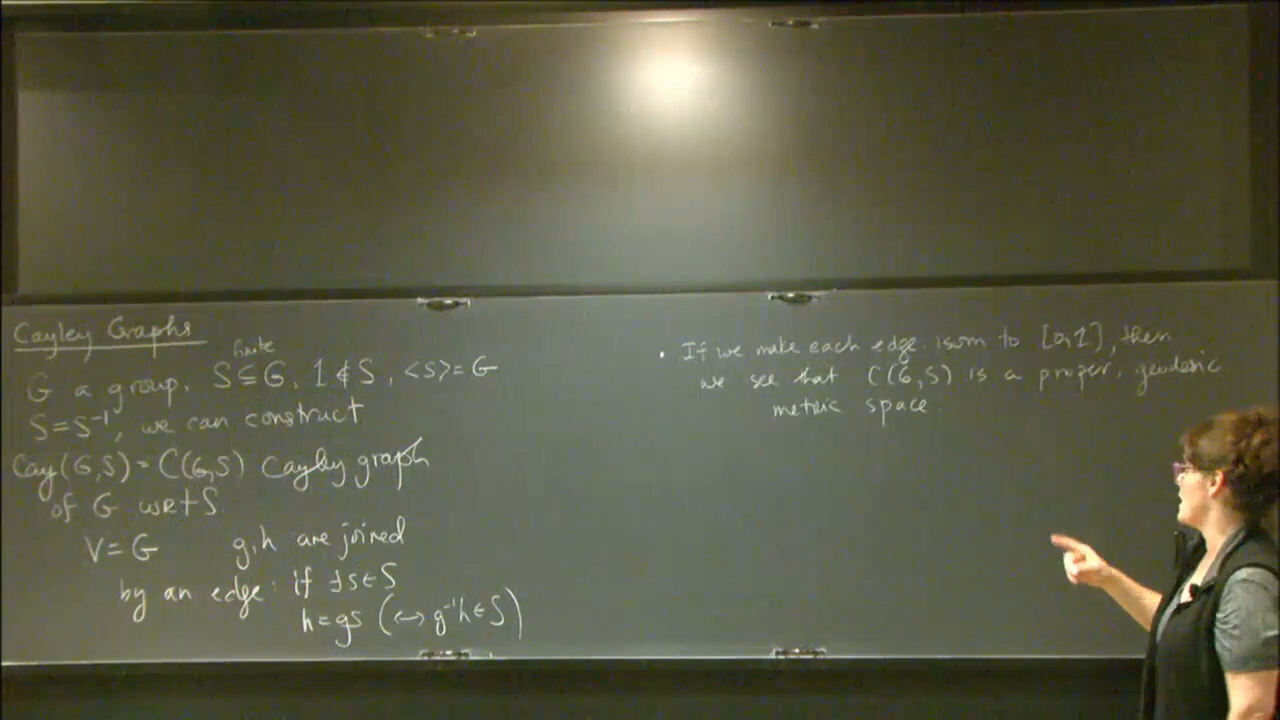 Cayley Graphs
finite
G a group, S ⊆ G, 1 ∉ S, <S> = G
S = S⁻¹, we can construct
Cay(G,S) = C(G,S) Cayley graph
of G wrt S.
V = G g,h are joined
by an edge: if ∃ s ∈ S
h = gs (↔ g⁻¹h ∈ S)
• If we make each edge isom to [0,1], then
we see that C(G,S) is a proper, geodesic
metric space.